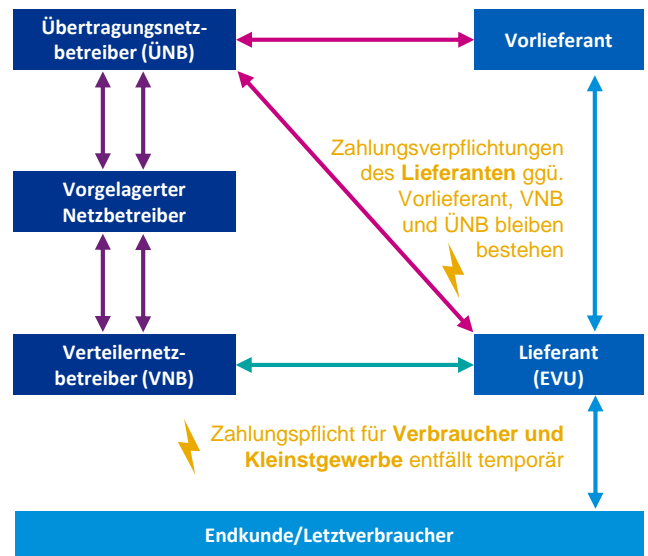 Übertragungsnetz-
betreiber (ÜNB)
Vorlieferant
Zahlungsverpflichtungen
des Lieferanten ggü.
Vorlieferant, VNB
und ÜNB bleiben
bestehen
Vorgelagerter
Netzbetreiber
Verteilernetz-
betreiber (VNB)
Lieferant
(EVU)
Zahlungspflicht für Verbraucher und
Kleinstgewerbe entfällt temporär
Endkunde/Letztverbraucher